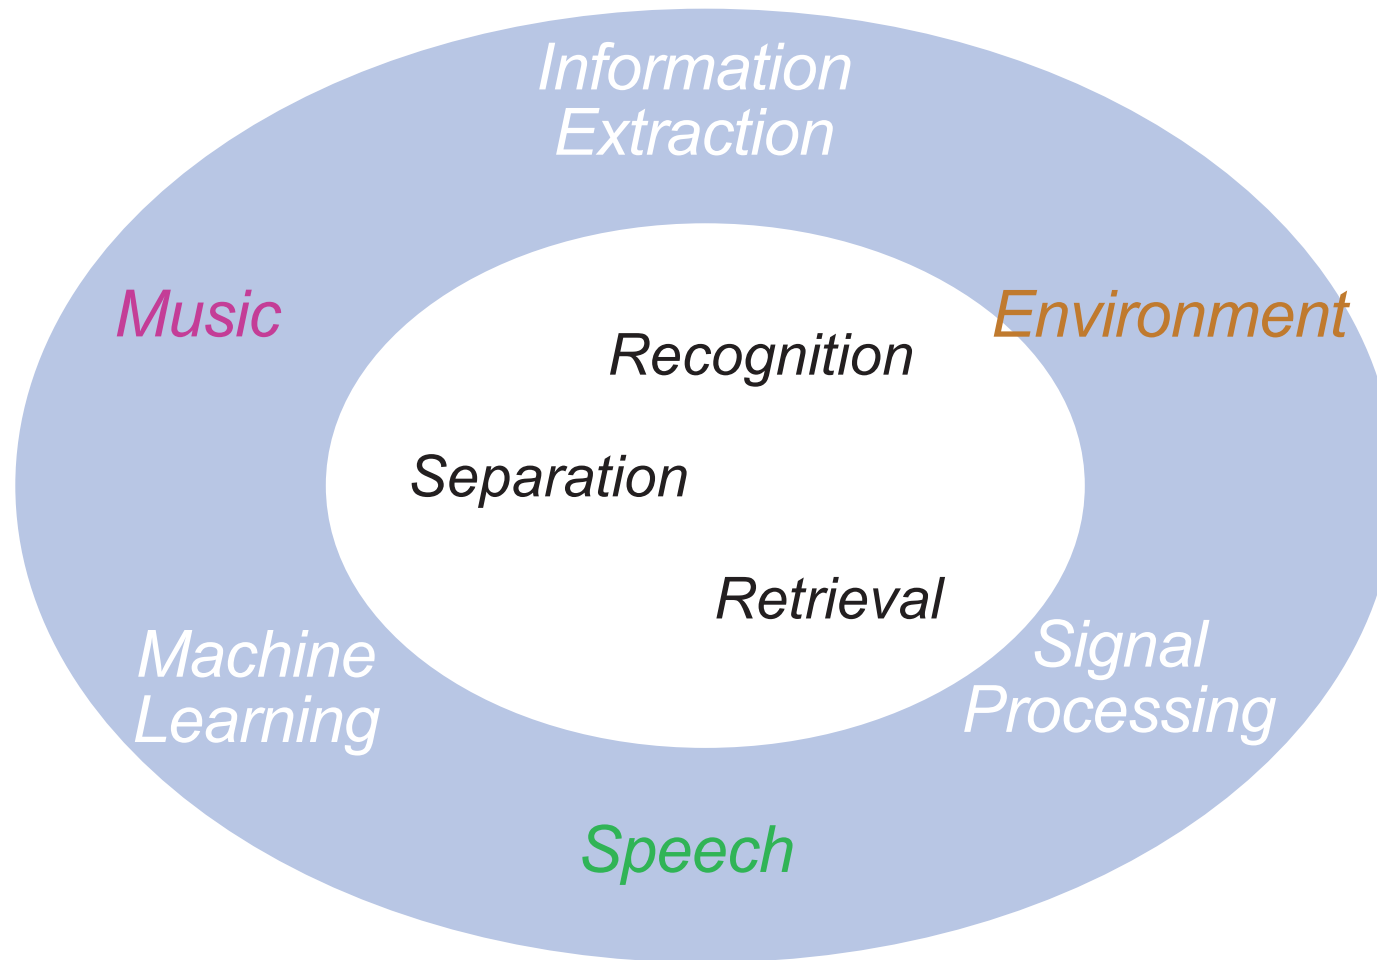 Information
Extraction
Music
Environment
Recognition
Separation
Retrieval
Machine
Learning
Signal
Processing
Speech